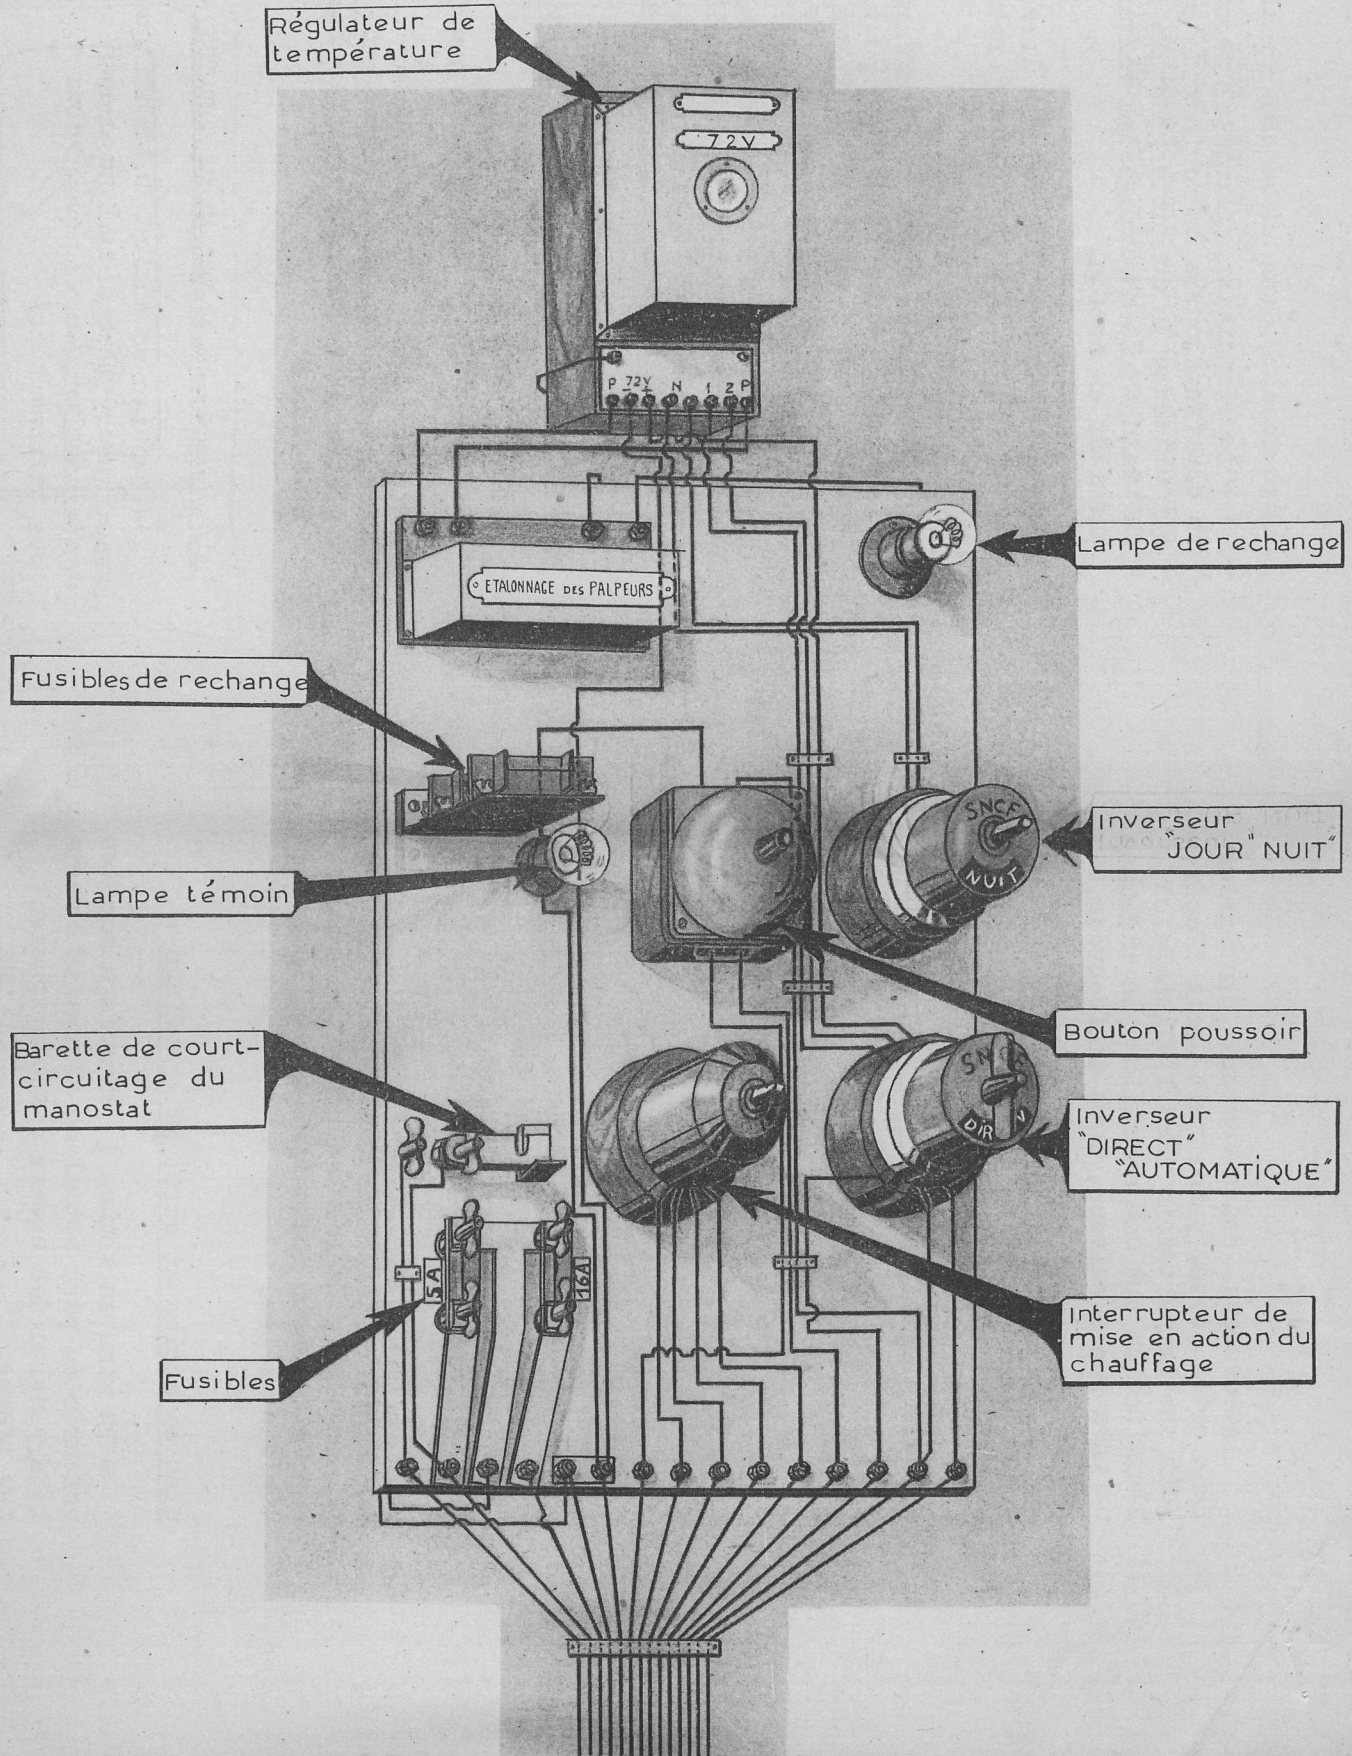 Régulateur de
température
72V
P 72V N 1 2 P
- +
Lampe de rechange
ETALONNAGE DES PALPEURS
Fusibles de rechange
SNCF
NUIT
Inverseur
"JOUR" NUIT"
Lampe témoin
Bouton poussoir
Barette de court-
circuitage du
manostat
SNCF
DIR
Inverseur
"DIRECT"
"AUTOMATIQUE"
5A
16A
Interrupteur de
mise en action du
chauffage
Fusibles